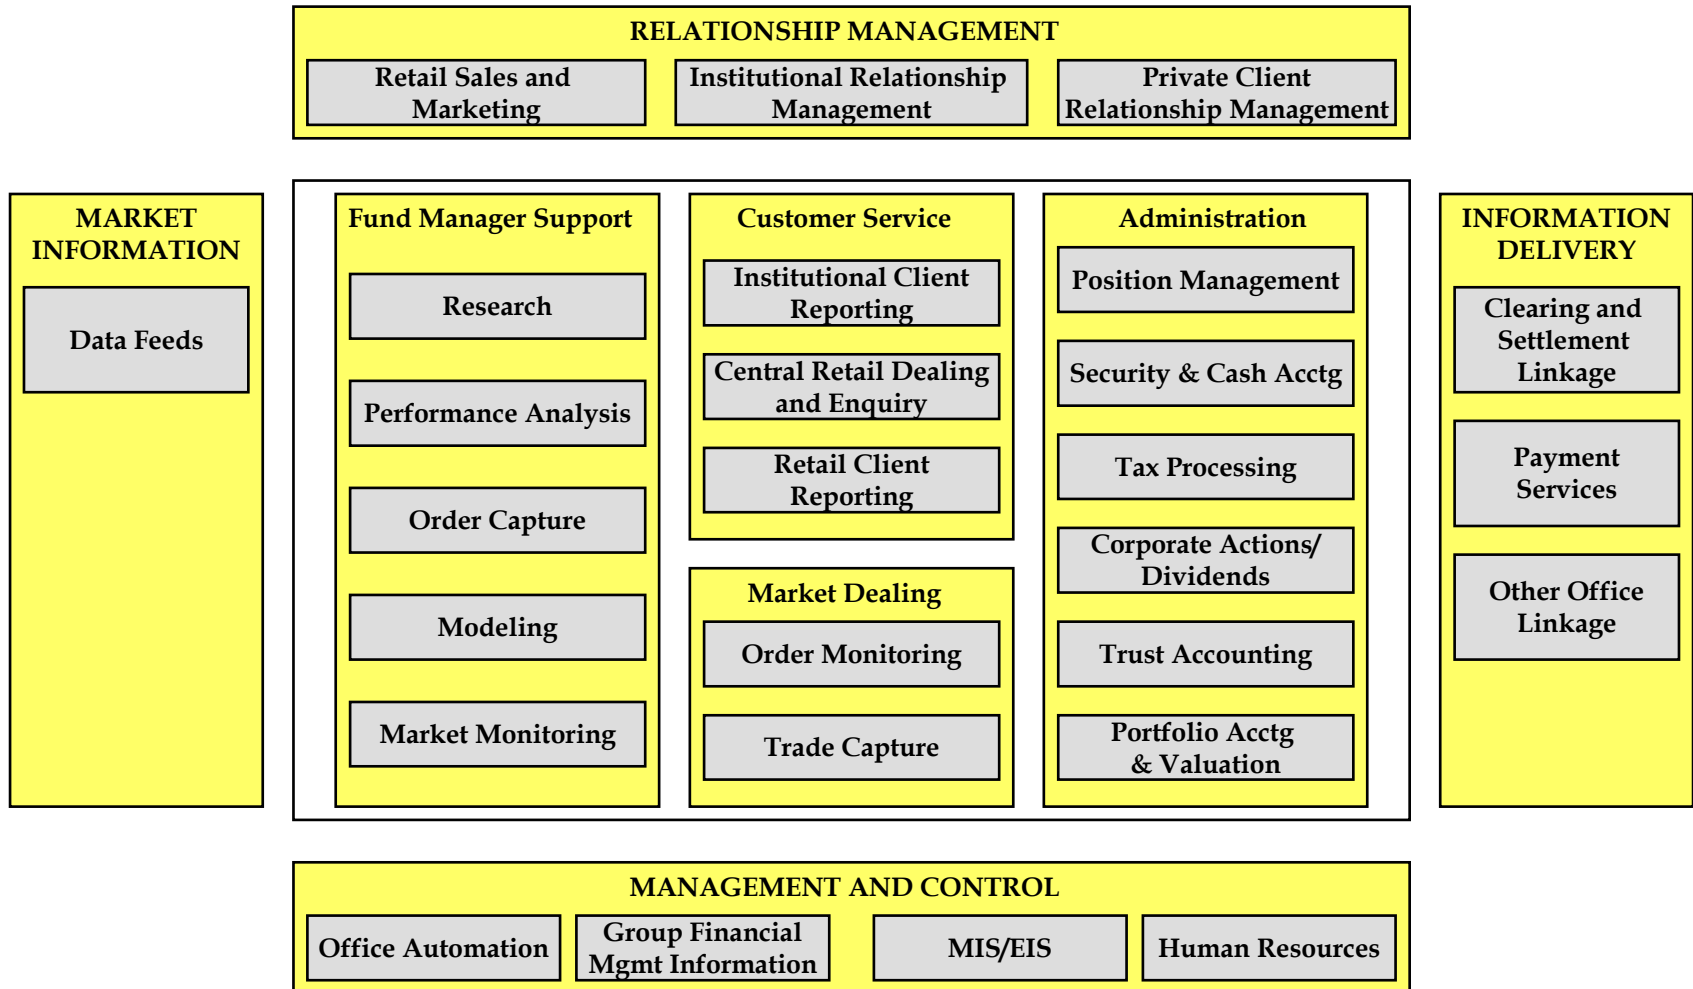 RELATIONSHIP MANAGEMENT
Retail Sales and
Marketing
Institutional Relationship
Management
Private Client
Relationship Management
MARKET
INFORMATION
Data Feeds
Fund Manager Support
Research
Performance Analysis
Order Capture
Modeling
Market Monitoring
Customer Service
Institutional Client
Reporting
Central Retail Dealing
and Enquiry
Retail Client
Reporting
Market Dealing
Order Monitoring
Trade Capture
Administration
Position Management
Security & Cash Acctg
Tax Processing
Corporate Actions/
Dividends
Trust Accounting
Portfolio Acctg
& Valuation
INFORMATION
DELIVERY
Clearing and
Settlement
Linkage
Payment
Services
Other Office
Linkage
MANAGEMENT AND CONTROL
Office Automation
Group Financial
Mgmt Information
MIS/EIS
Human Resources